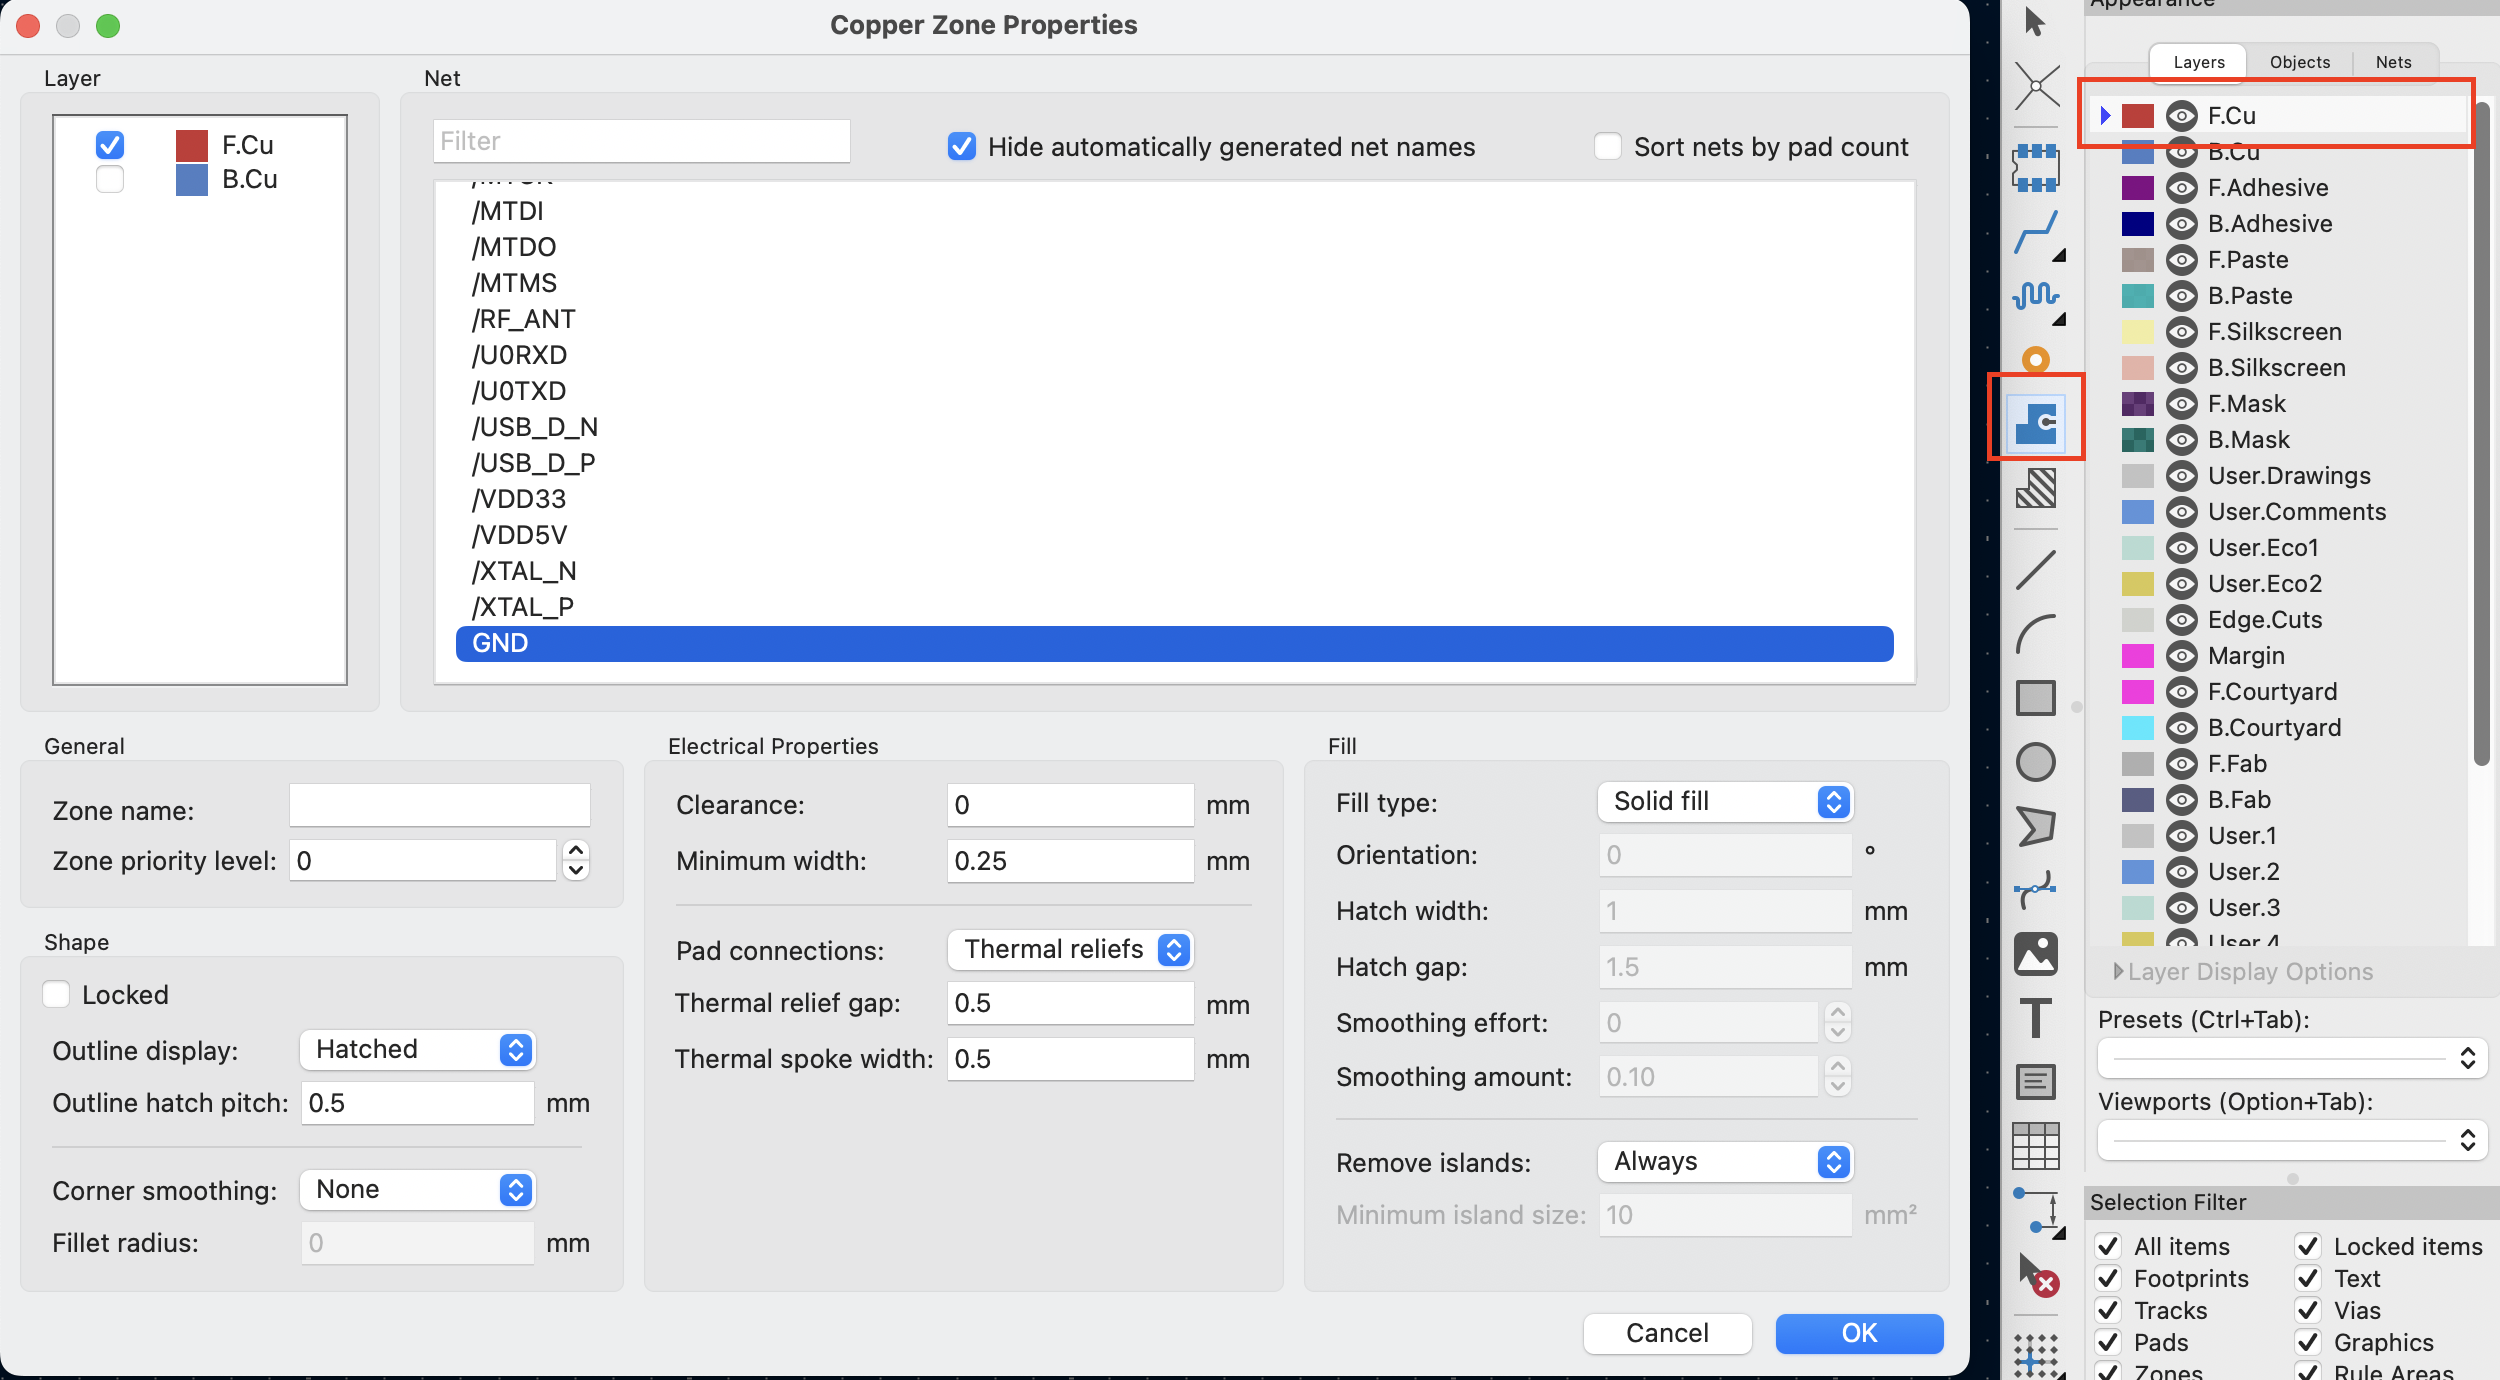 Copper Zone Properties
Layer
F.Cu
B.Cu
Net
Filter
Hide automatically generated net names
Sort nets by pad count
/MTDI
/MTDO
/MTMS
/RF_ANT
/U0RXD
/U0TXD
/USB_D_N
/USB_D_P
/VDD33
/VDD5V
/XTAL_N
/XTAL_P
GND
General
Zone name:
Zone priority level: 0
Shape
Locked
Outline display: Hatched
Outline hatch pitch: 0.5 mm
Corner smoothing: None
Fillet radius: 0 mm
Electrical Properties
Clearance: 0 mm
Minimum width: 0.25 mm
Pad connections: Thermal reliefs
Thermal relief gap: 0.5 mm
Thermal spoke width: 0.5 mm
Fill
Fill type: Solid fill
Orientation: 0 °
Hatch width: 1 mm
Hatch gap: 1.5 mm
Smoothing effort: 0
Smoothing amount: 0.10
Remove islands: Always
Minimum island size: 10 mm²
Cancel OK
Appearance
Layers Objects Nets
F.Cu
B.Cu
F.Adhesive
B.Adhesive
F.Paste
B.Paste
F.Silkscreen
B.Silkscreen
F.Mask
B.Mask
User.Drawings
User.Comments
User.Eco1
User.Eco2
Edge.Cuts
Margin
F.Courtyard
B.Courtyard
F.Fab
B.Fab
User.1
User.2
User.3
User.4
Layer Display Options
Presets (Ctrl+Tab):
Viewports (Option+Tab):
Selection Filter
All items Locked items
Footprints Text
Tracks Vias
Pads Graphics
Zones Rule Areas